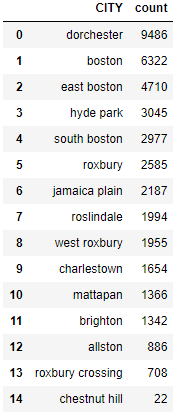 CITY count
0 dorchester 9486
1 boston 6322
2 east boston 4710
3 hyde park 3045
4 south boston 2977
5 roxbury 2585
6 jamaica plain 2187
7 roslindale 1994
8 west roxbury 1955
9 charlestown 1654
10 mattapan 1366
11 brighton 1342
12 allston 886
13 roxbury crossing 708
14 chestnut hill 22